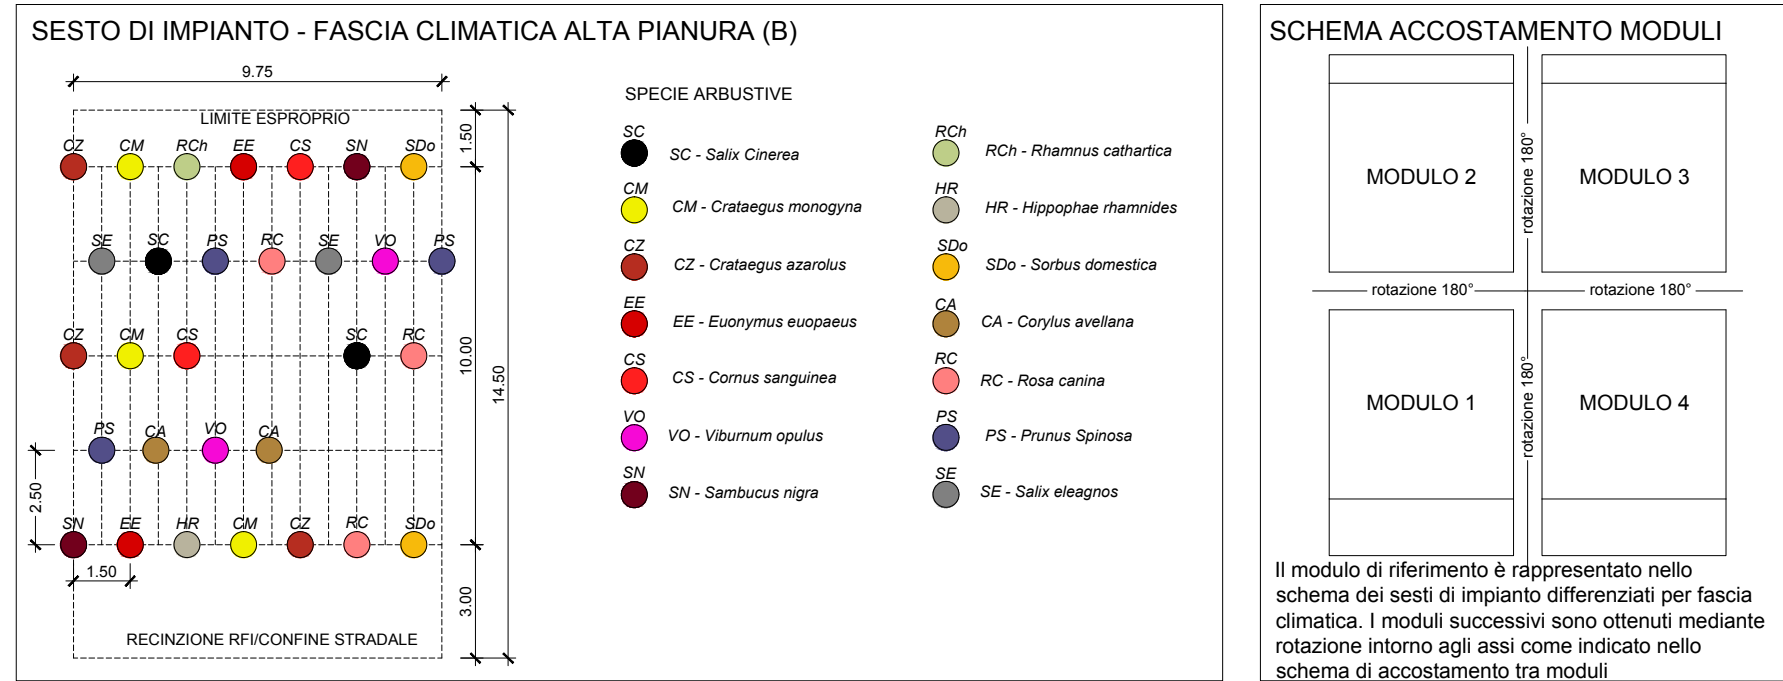 SESTO DI IMPIANTO - FASCIA CLIMATICA ALTA PIANURA (B)
9.75
LIMITE ESPROPRIO
CZ CM RCh EE CS SN SDo
1.50
SE SC PS RC SE VO PS
CZ CM CS SC RC
10.00
14.50
PS CA VO CA
2.50
SN EE HR CM CZ RC SDo
1.50
3.00
RECINZIONE RFI/CONFINE STRADALE
SPECIE ARBUSTIVE
SC
SC - Salix Cinerea
CM
CM - Crataegus monogyna
CZ
CZ - Crataegus azarolus
EE
EE - Euonymus euopaeus
CS
CS - Cornus sanguinea
VO
VO - Viburnum opulus
SN
SN - Sambucus nigra
RCh
RCh - Rhamnus cathartica
HR
HR - Hippophae rhamnides
SDo
SDo - Sorbus domestica
CA
CA - Corylus avellana
RC
RC - Rosa canina
PS
PS - Prunus Spinosa
SE
SE - Salix eleagnos
SCHEMA ACCOSTAMENTO MODULI
MODULO 2
rotazione 180°
MODULO 3
rotazione 180°
rotazione 180°
MODULO 1
rotazione 180°
MODULO 4
Il modulo di riferimento è rappresentato nello
schema dei sesti di impianto differenziati per fascia
climatica. I moduli successivi sono ottenuti mediante
rotazione intorno agli assi come indicato nello
schema di accostamento tra moduli